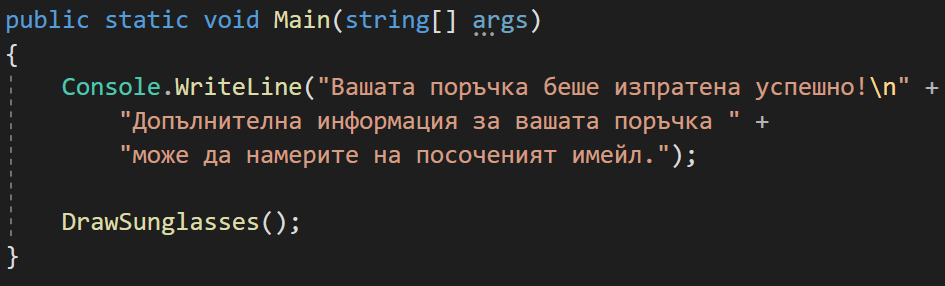 public static void Main(string[] args)
{
    Console.WriteLine("Вашата поръчка беше изпратена успешно!\n" +
        "Допълнителна информация за вашата поръчка " +
        "може да намерите на посоченият имейл.");

    DrawSunglasses();
}